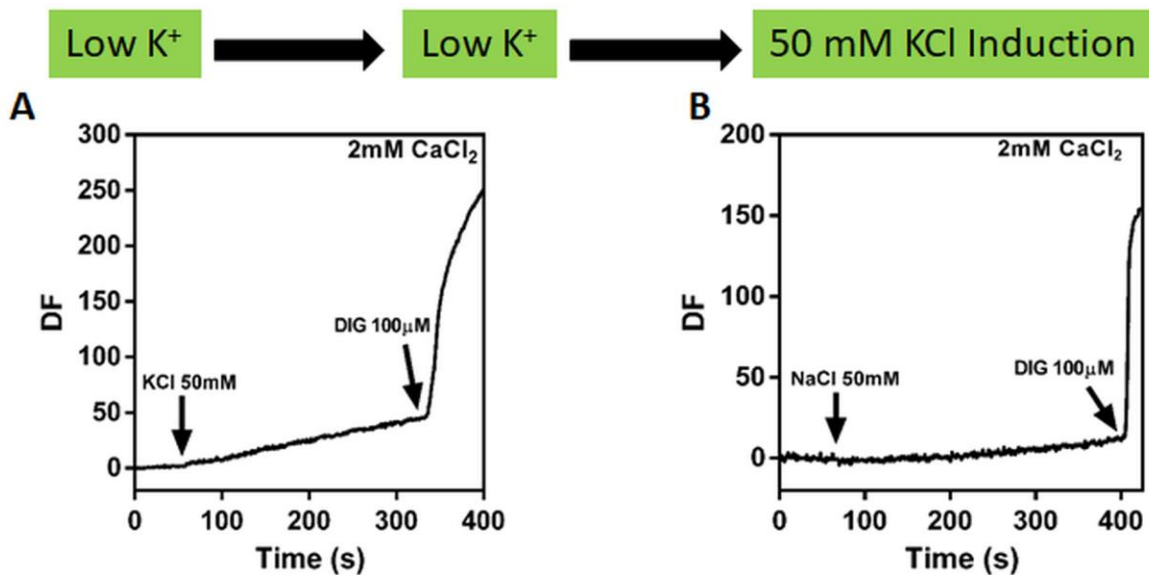 Low K⁺ Low K⁺ 50 mM KCl Induction
A
300
250
200
150
100
50
0
DF
2mM CaCl₂
KCl 50mM
DIG 100μM
0 100 200 300 400
Time (s)
B
200
150
100
50
0
DF
2mM CaCl₂
NaCl 50mM
DIG 100μM
0 100 200 300 400
Time (s)